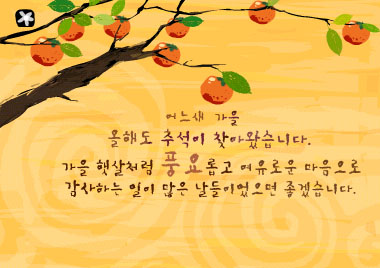 어느새 가을
올해도 추석이 찾아왔습니다.
가을 햇살처럼 풍요롭고 여유로운 마음으로
감사하는 일이 많은 날들이었으면 좋겠습니다.